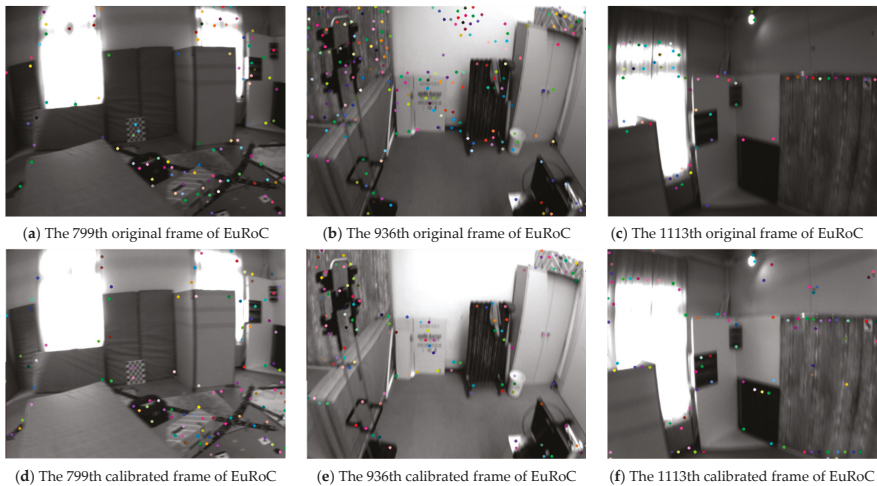 (a) The 799th original frame of EuRoC
(b) The 936th original frame of EuRoC
(c) The 1113th original frame of EuRoC
(d) The 799th calibrated frame of EuRoC
(e) The 936th calibrated frame of EuRoC
(f) The 1113th calibrated frame of EuRoC